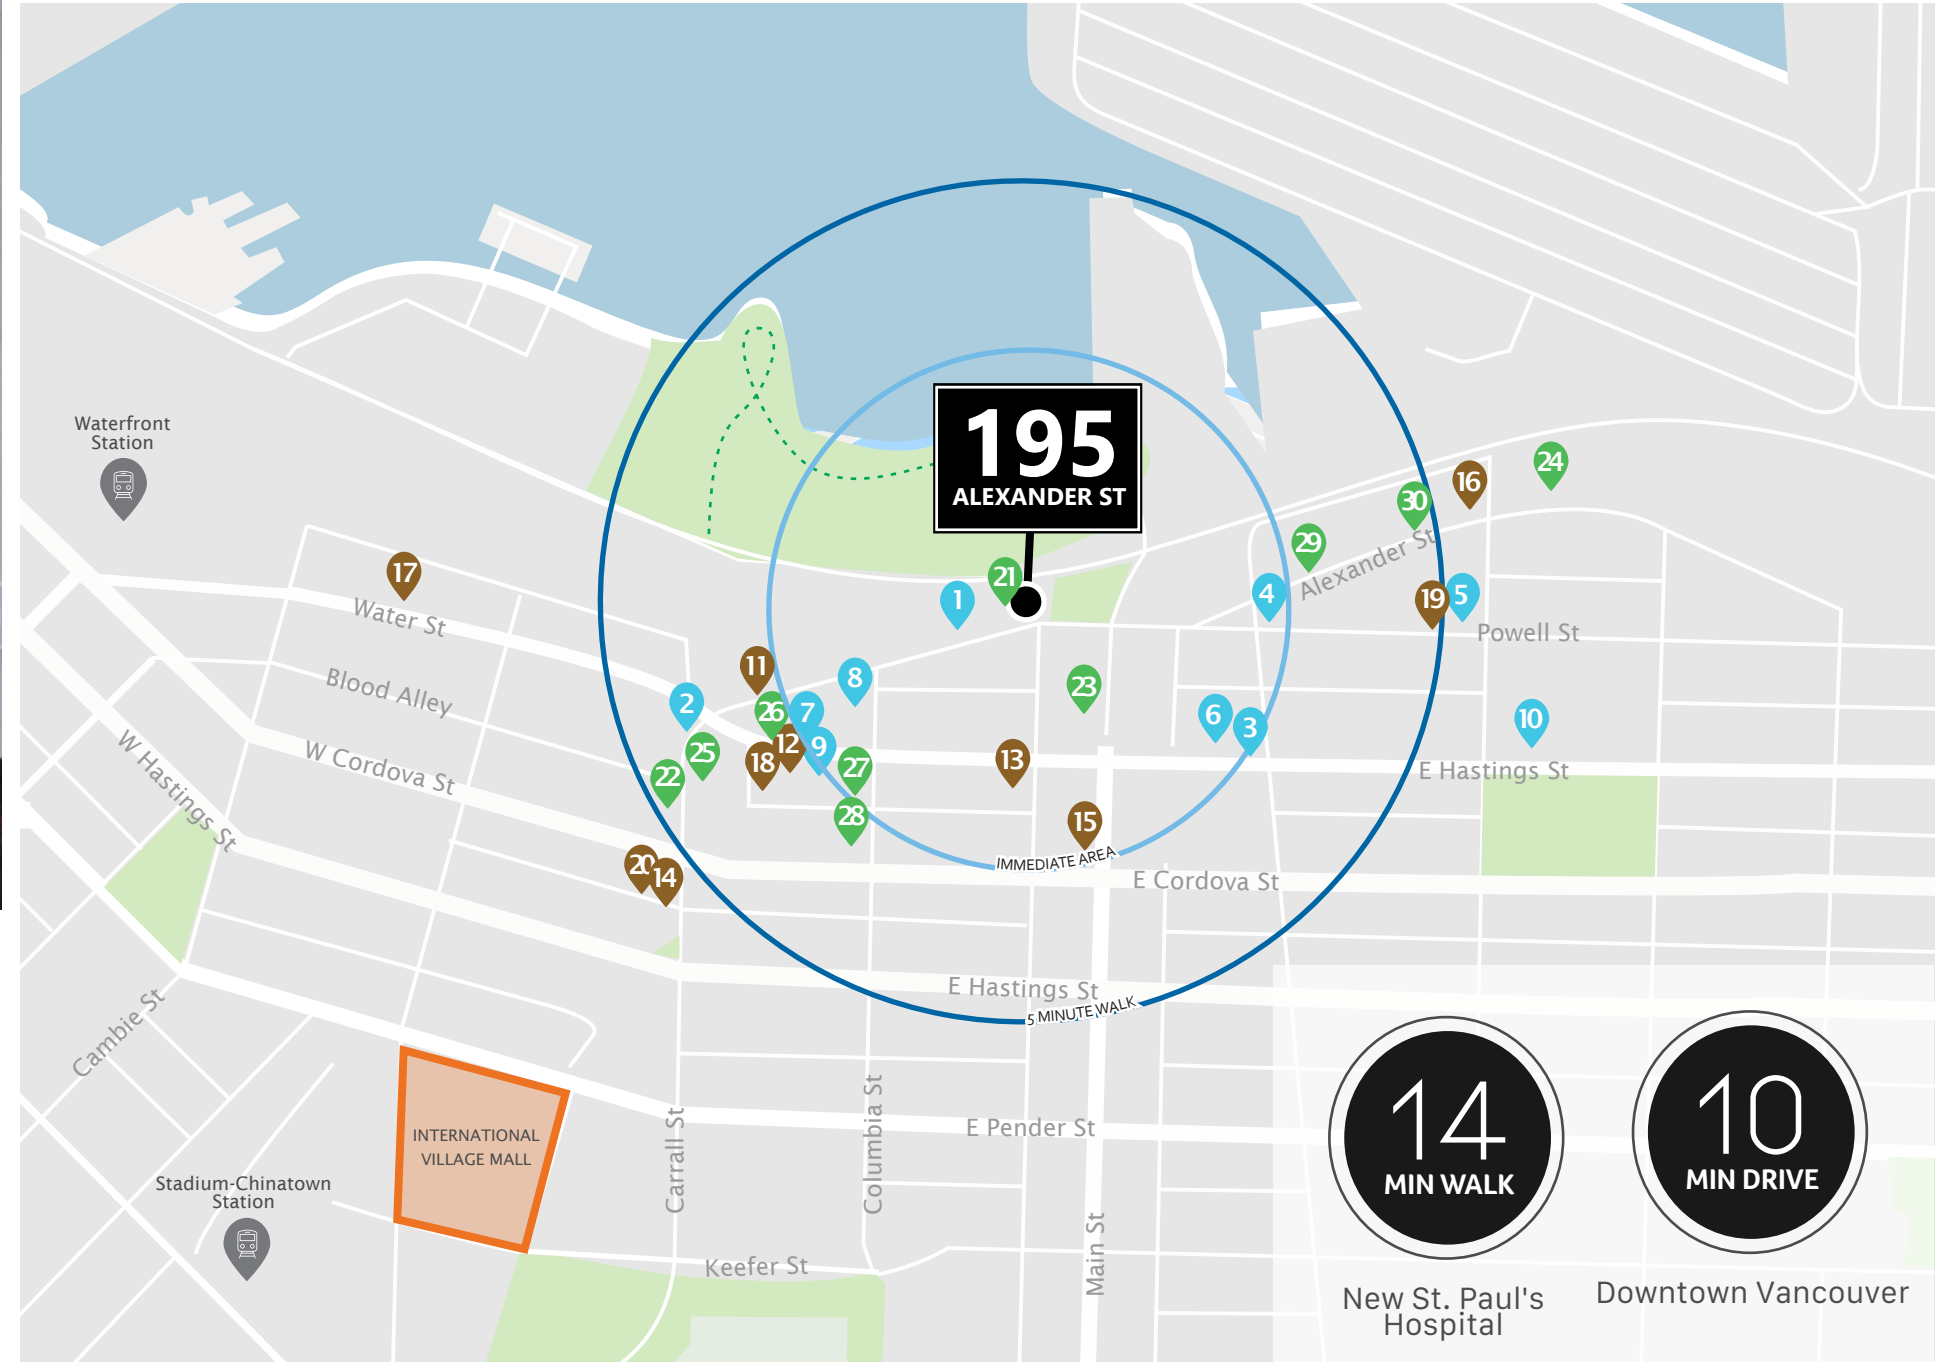 195
ALEXANDER ST
Waterfront
Station
24
16
30
29
Alexander St
17
21
1
4
19
5
Water St
Powell St
11
8
23
Blood Alley
2
26
7
6
3
10
12
9
25
18
27
13
22
E Hastings St
W Hastings St
W Cordova St
28
15
20
14
IMMEDIATE AREA
E Cordova St
E Hastings St
5 MINUTE WALK
Cambie St
INTERNATIONAL
VILLAGE MALL
Carrall St
Columbia St
E Pender St
Main St
Stadium-Chinatown
Station
Keefer St
14
MIN WALK
New St. Paul's
Hospital
10
MIN DRIVE
Downtown Vancouver